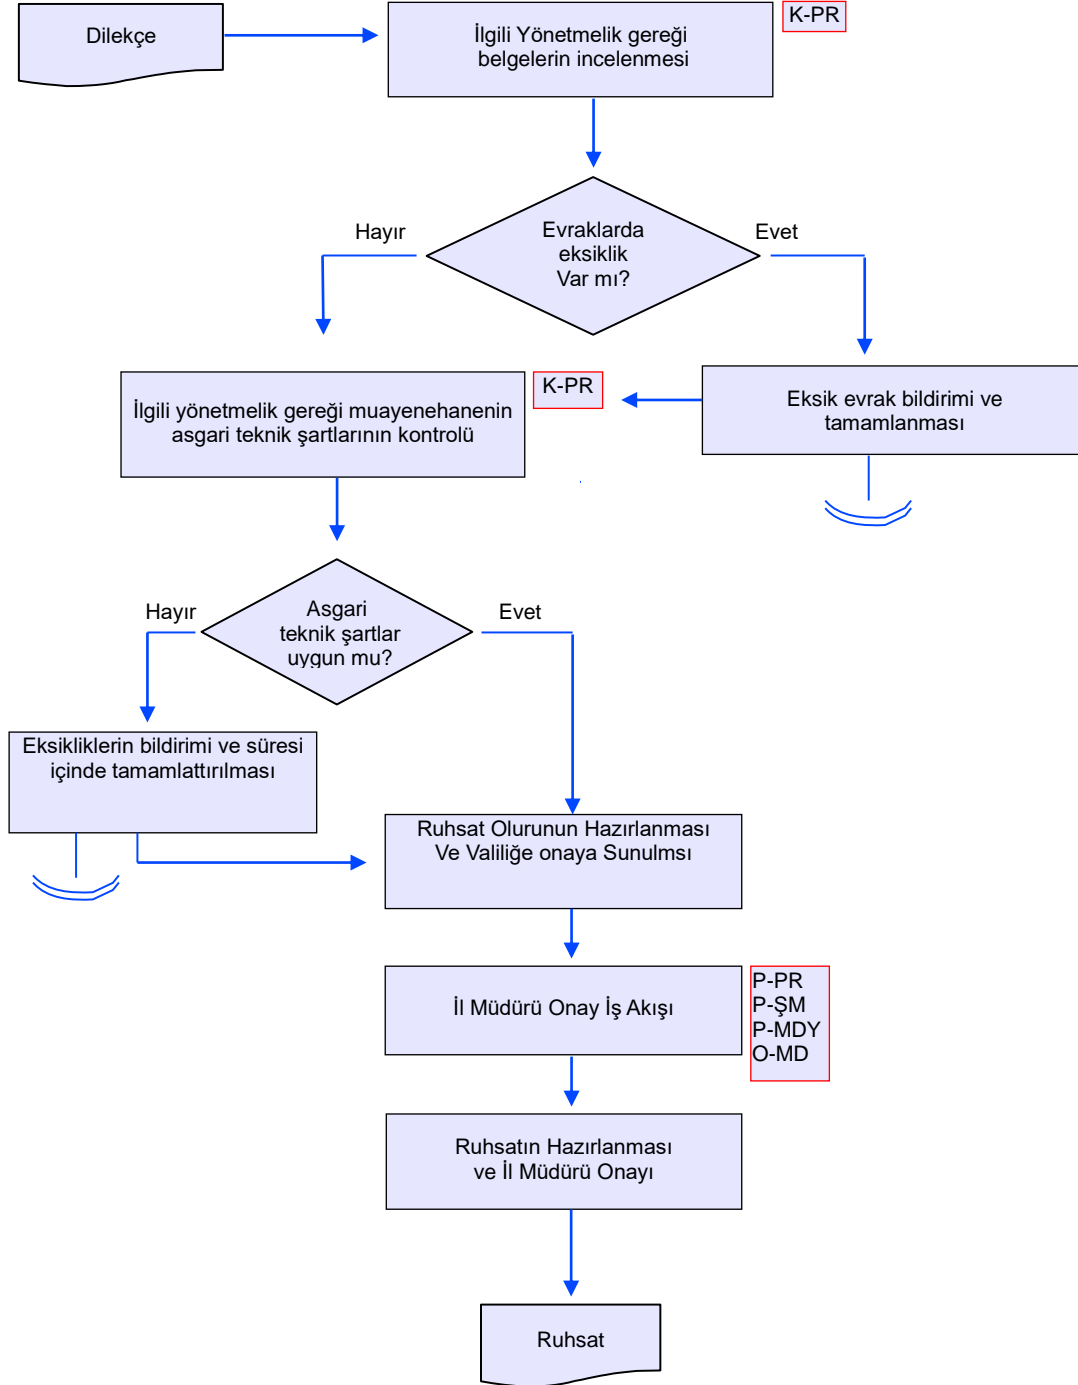 Dilekçe
İlgili Yönetmelik gereği
belgelerin incelenmesi
K-PR
Hayır
Evraklarda
eksiklik
Var mı?
Evet
İlgili yönetmelik gereği muayenehanenin
asgari teknik şartlarının kontrolü
K-PR
Eksik evrak bildirimi ve
tamamlanması
Hayır
Asgari
teknik şartlar
uygun mu?
Evet
Eksikliklerin bildirimi ve süresi
içinde tamamlattırılması
Ruhsat Olurunun Hazırlanması
Ve Valiliğe onaya Sunulmsı
İl Müdürü Onay İş Akışı
P-PR
P-ŞM
P-MDY
O-MD
Ruhsatın Hazırlanması
ve İl Müdürü Onayı
Ruhsat